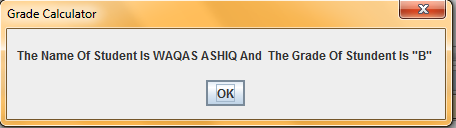 Grade Calculator
The Name Of Student Is WAQAS ASHIQ And  The Grade Of Stundent Is "B"
OK